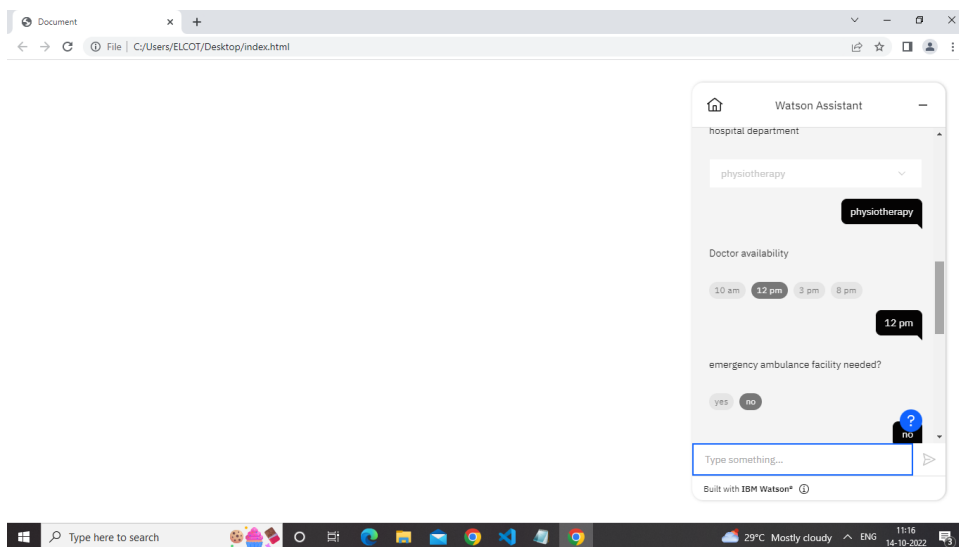 Document
File | C:/Users/ELCOT/Desktop/index.html
Watson Assistant
hospital department
physiotherapy
physiotherapy
Doctor availability
10 am 12 pm 3 pm 8 pm
12 pm
emergency ambulance facility needed?
yes no
?
no
Type something...
Built with IBM Watson®
Type here to search
29°C Mostly cloudy ENG
11:16
14-10-2022
3